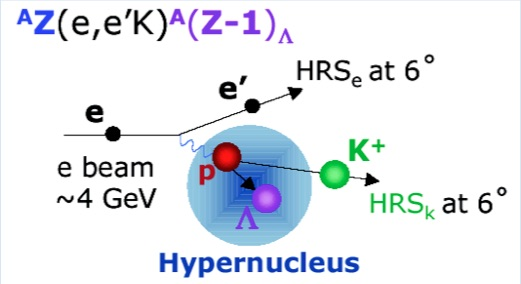 ᴬZ(e,e’K)ᴬ(Z-1)Λ
HRSe at 6°
e’
e
K⁺
p
e beam
~4 GeV
Λ
HRSk at 6°
Hypernucleus